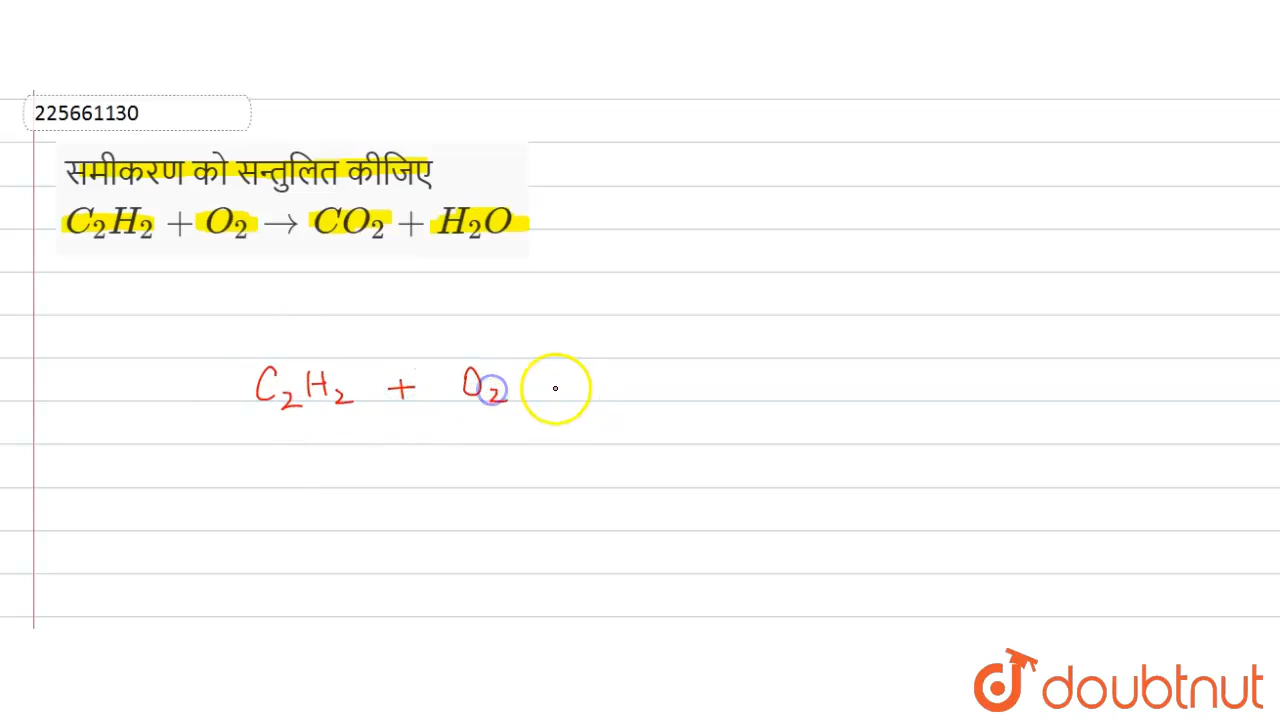 225661130
समीकरण को सन्तुलित कीजिए
C₂H₂ + O₂ → CO₂ + H₂O
C₂H₂ + O₂
doubtnut